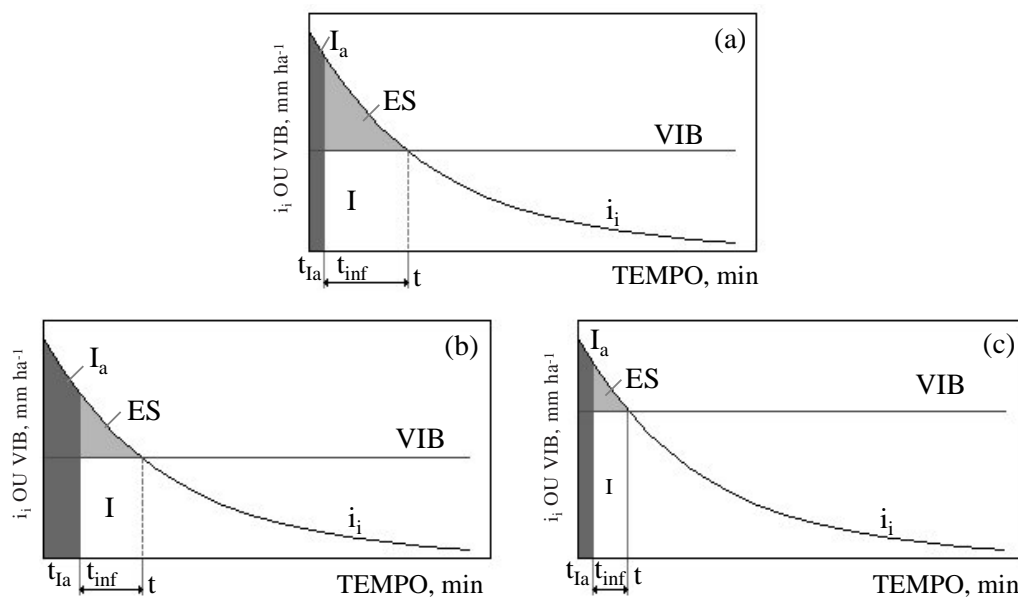 (a)
I_a
ES
VIB
I
i_i
i_i OU VIB, mm ha⁻¹
t_Ia t_inf t TEMPO, min
(b)
I_a
ES
VIB
I
i_i
i_i OU VIB, mm ha⁻¹
t_Ia t_inf t TEMPO, min
(c)
I_a
ES
VIB
I
i_i
i_i OU VIB, mm ha⁻¹
t_Ia t_inf t TEMPO, min